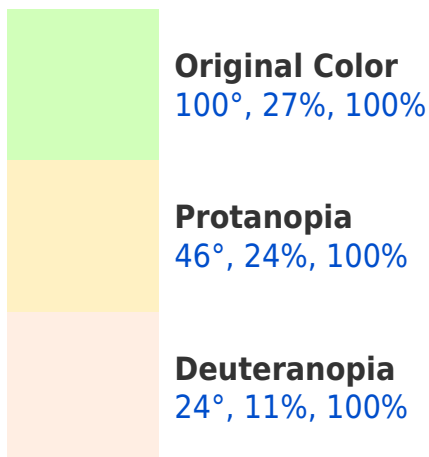 Original Color
100°, 27%, 100%
Protanopia
46°, 24%, 100%
Deuteranopia
24°, 11%, 100%